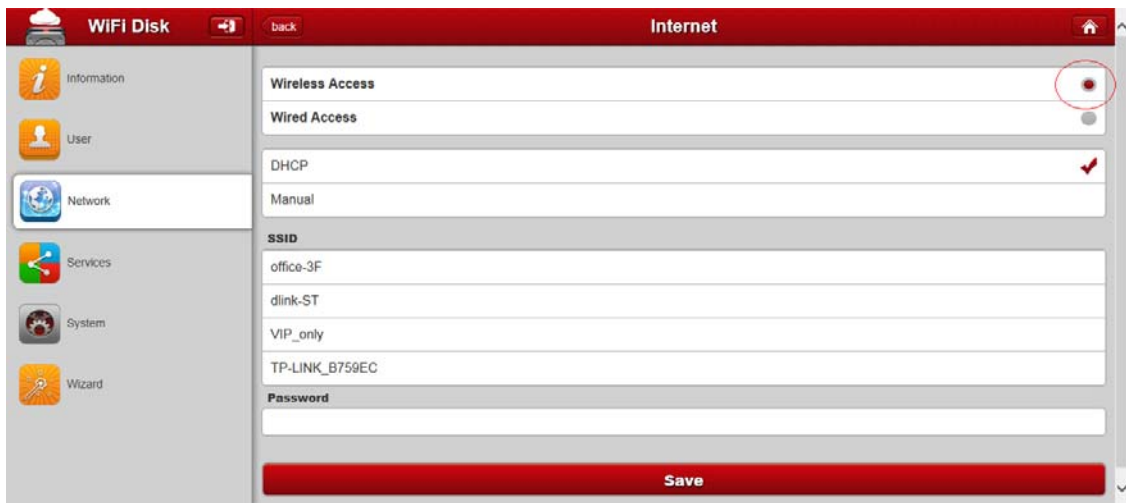 WiFi Disk
back
Internet
Information
User
Network
Services
System
Wizard
Wireless Access
Wired Access
DHCP
Manual
SSID
office-3F
dlink-ST
VIP_only
TP-LINK_B759EC
Password
Save